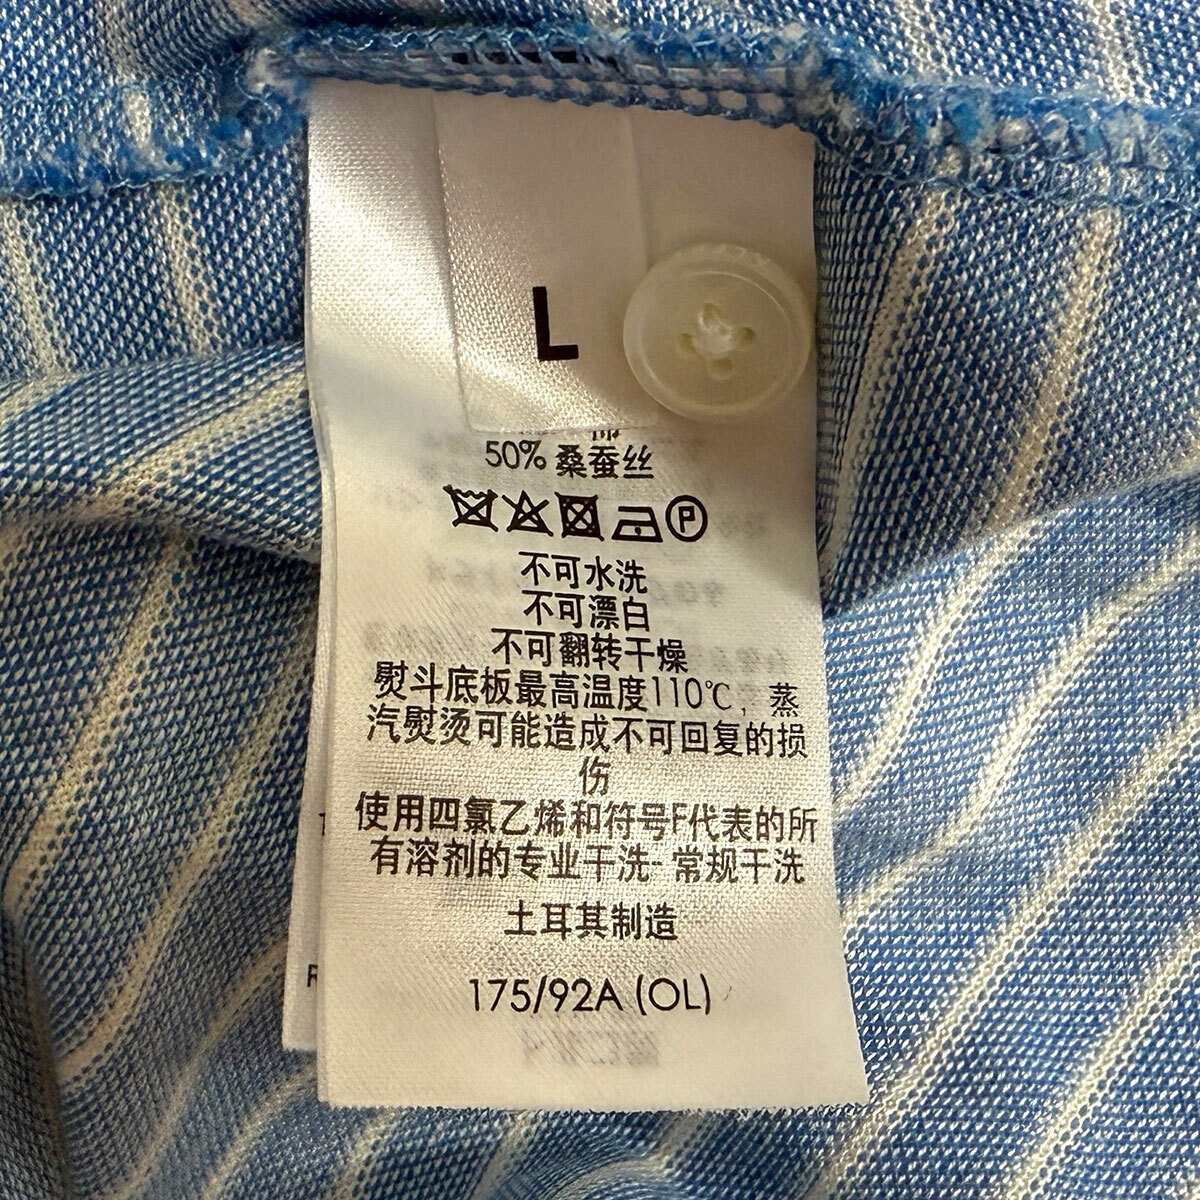 L
50% 桑蚕丝
P
不可水洗
不可漂白
不可翻转干燥
熨斗底板最高温度110℃, 蒸
汽熨烫可能造成不可回复的损
伤
使用四氯乙烯和符号F代表的所
有溶剂的专业干洗- 常规干洗
土耳其制造
175/92A (OL)